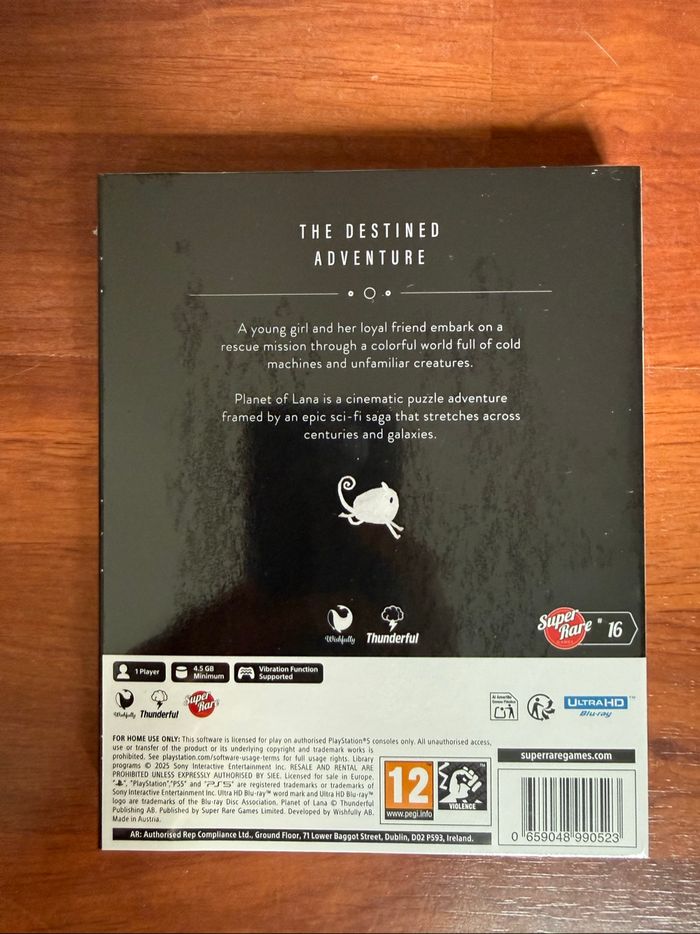 THE DESTINED
ADVENTURE
A young girl and her loyal friend embark on a
rescue mission through a colorful world full of cold
machines and unfamiliar creatures.
Planet of Lana is a cinematic puzzle adventure
framed by an epic sci-fi saga that stretches across
centuries and galaxies.
Wishfully
Thunderful
Super Rare GAMES # 16
1 Player
4.5 GB
Minimum
Vibration Function
Supported
Wishfully
Thunderful
Super Rare
ULTRA HD™
Blu-ray
FOR HOME USE ONLY: This software is licensed for play on authorised PlayStation®5 consoles only. All unauthorised access,
use or transfer of the product or its underlying copyright and trademark works is
prohibited. See playstation.com/software-usage-terms for full usage rights. Library
programs © 2025 Sony Interactive Entertainment Inc. RESALE AND RENTAL ARE
PROHIBITED UNLESS EXPRESSLY AUTHORISED BY SIEE. Licensed for sale in Europe.
" ", "PlayStation", "PS5" and "PS5" are registered trademarks or trademarks of
Sony Interactive Entertainment Inc. Ultra HD Blu-ray™ word mark and Ultra HD Blu-ray™
logo are trademarks of the Blu-ray Disc Association. Planet of Lana © Thunderful
Publishing AB. Published by Super Rare Games Limited. Developed by Wishfully AB.
Made in Austria.
12
www.pegi.info
VIOLENCE
superraregames.com
0 659048 990523
AR: Authorised Rep Compliance Ltd., Ground Floor, 71 Lower Baggot Street, Dublin, D02 P593, Ireland.